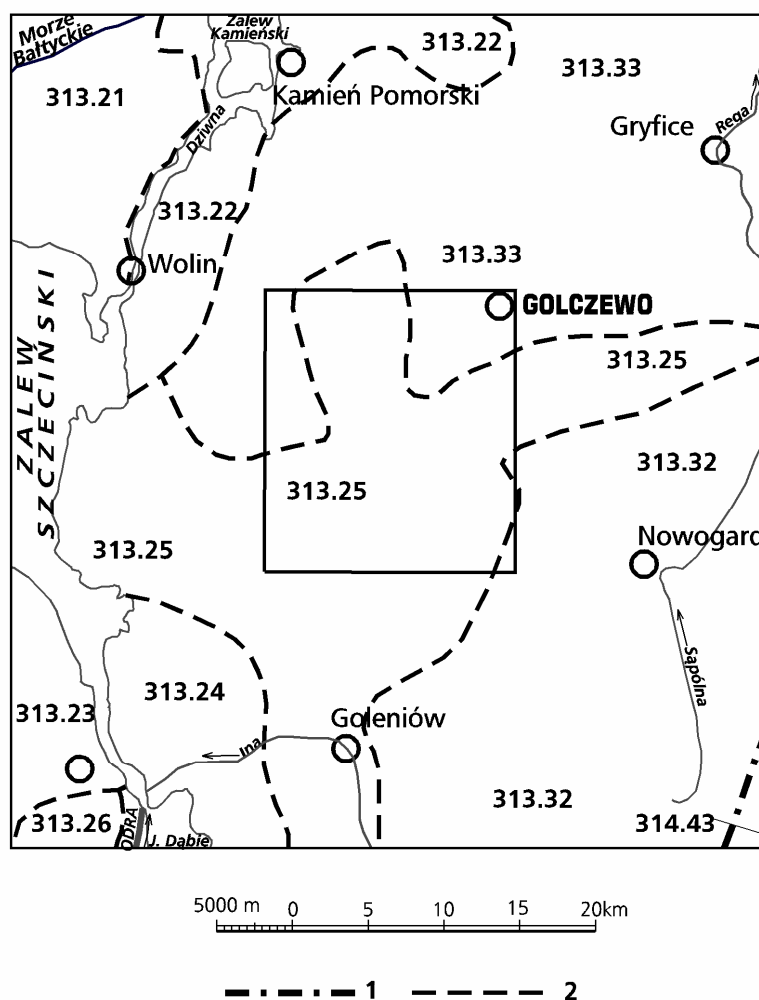 Morze
Bałtyckie
Zalew
Kamieński
313.22
313.33
313.21
Kamień Pomorski
Gryfice
Rega
Dziwna
313.22
Wolin
313.33
GOLCZEWO
ZALEW
SZCZECIŃSKI
313.25
313.32
313.25
313.25
Nowogard
313.24
Sąpólna
313.23
Goleniów
Ina
313.32
313.26
ODRA
J. Dąbie
314.43
5000 m 0 5 10 15 20km
1 2